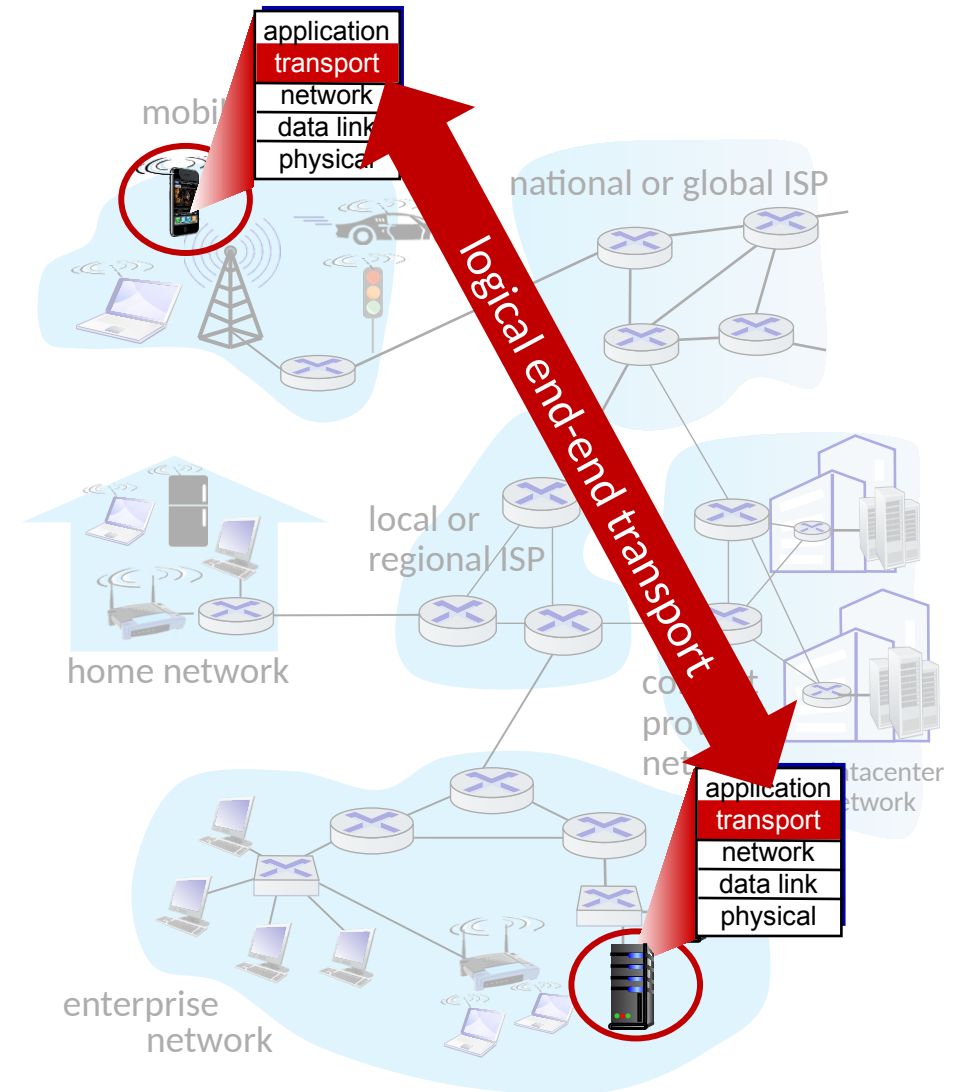 application
transport
network
data link
physical
national or global ISP
logical end-end transport
local or
regional ISP
home network
application
transport
network
data link
physical
enterprise
network